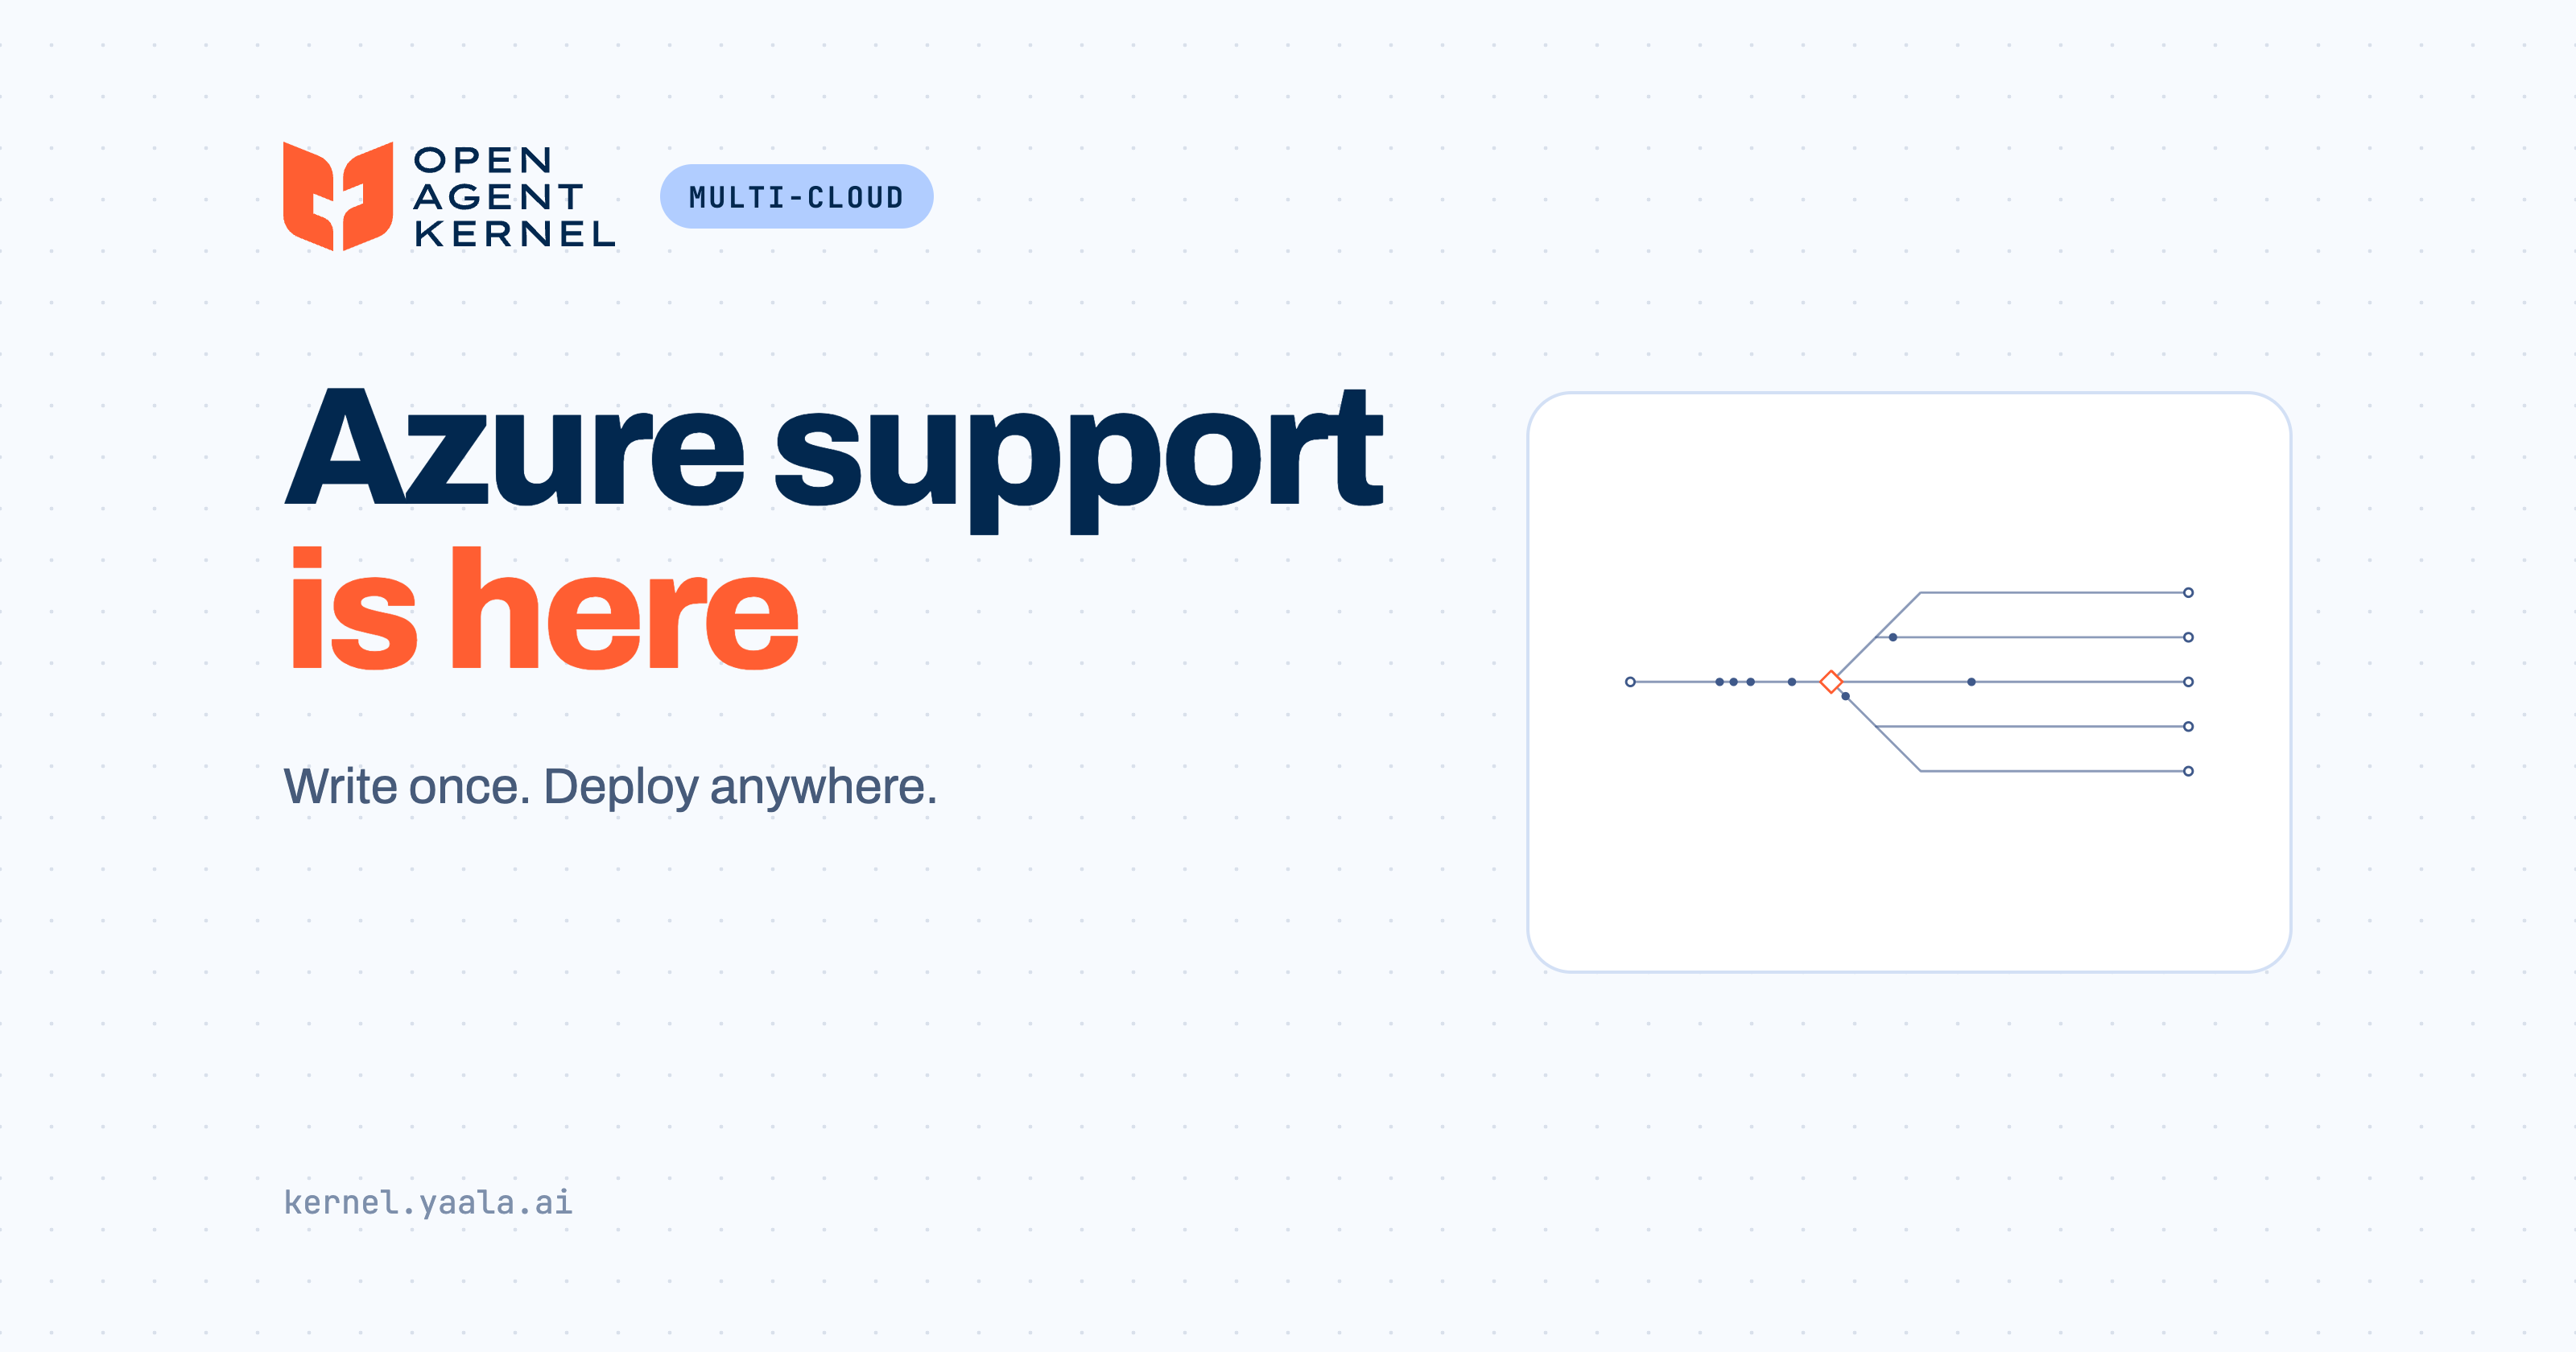 OPEN
AGENT
KERNEL
MULTI-CLOUD
Azure support
is here
Write once. Deploy anywhere.
kernel.yaala.ai